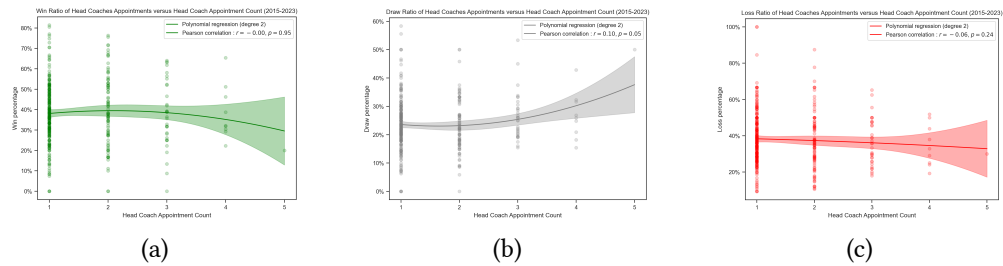 Win Ratio of Head Coaches Appointments versus Head Coach Appointment Count (2015-2023)
Polynomial regression (degree 2)
Pearson correlation : r = −0.00, p = 0.95
Win percentage
80%
70%
60%
50%
40%
30%
20%
10%
0%
1 2 3 4 5
Head Coach Appointment Count
(a)
Draw Ratio of Head Coaches Appointments versus Head Coach Appointment Count (2015-2023)
Polynomial regression (degree 2)
Pearson correlation : r = 0.10, p = 0.05
Draw percentage
60%
50%
40%
30%
20%
10%
0%
1 2 3 4 5
Head Coach Appointment Count
(b)
Loss Ratio of Head Coaches Appointments versus Head Coach Appointment Count (2015-2023)
Polynomial regression (degree 2)
Pearson correlation : r = −0.06, p = 0.24
Loss percentage
100%
80%
60%
40%
20%
1 2 3 4 5
Head Coach Appointment Count
(c)